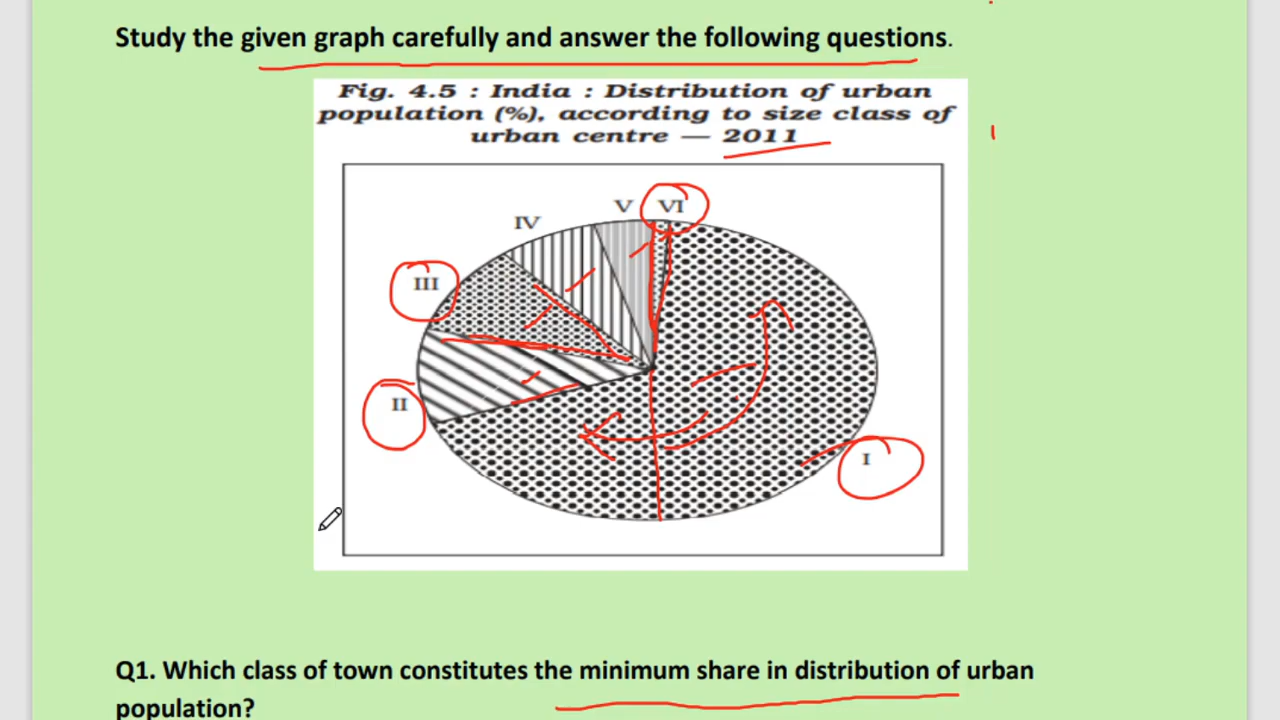 Study the given graph carefully and answer the following questions.
Fig. 4.5 : India : Distribution of urban
population (%), according to size class of
urban centre — 2011
V VI
IV
III
II
I
Q1. Which class of town constitutes the minimum share in distribution of urban
population?